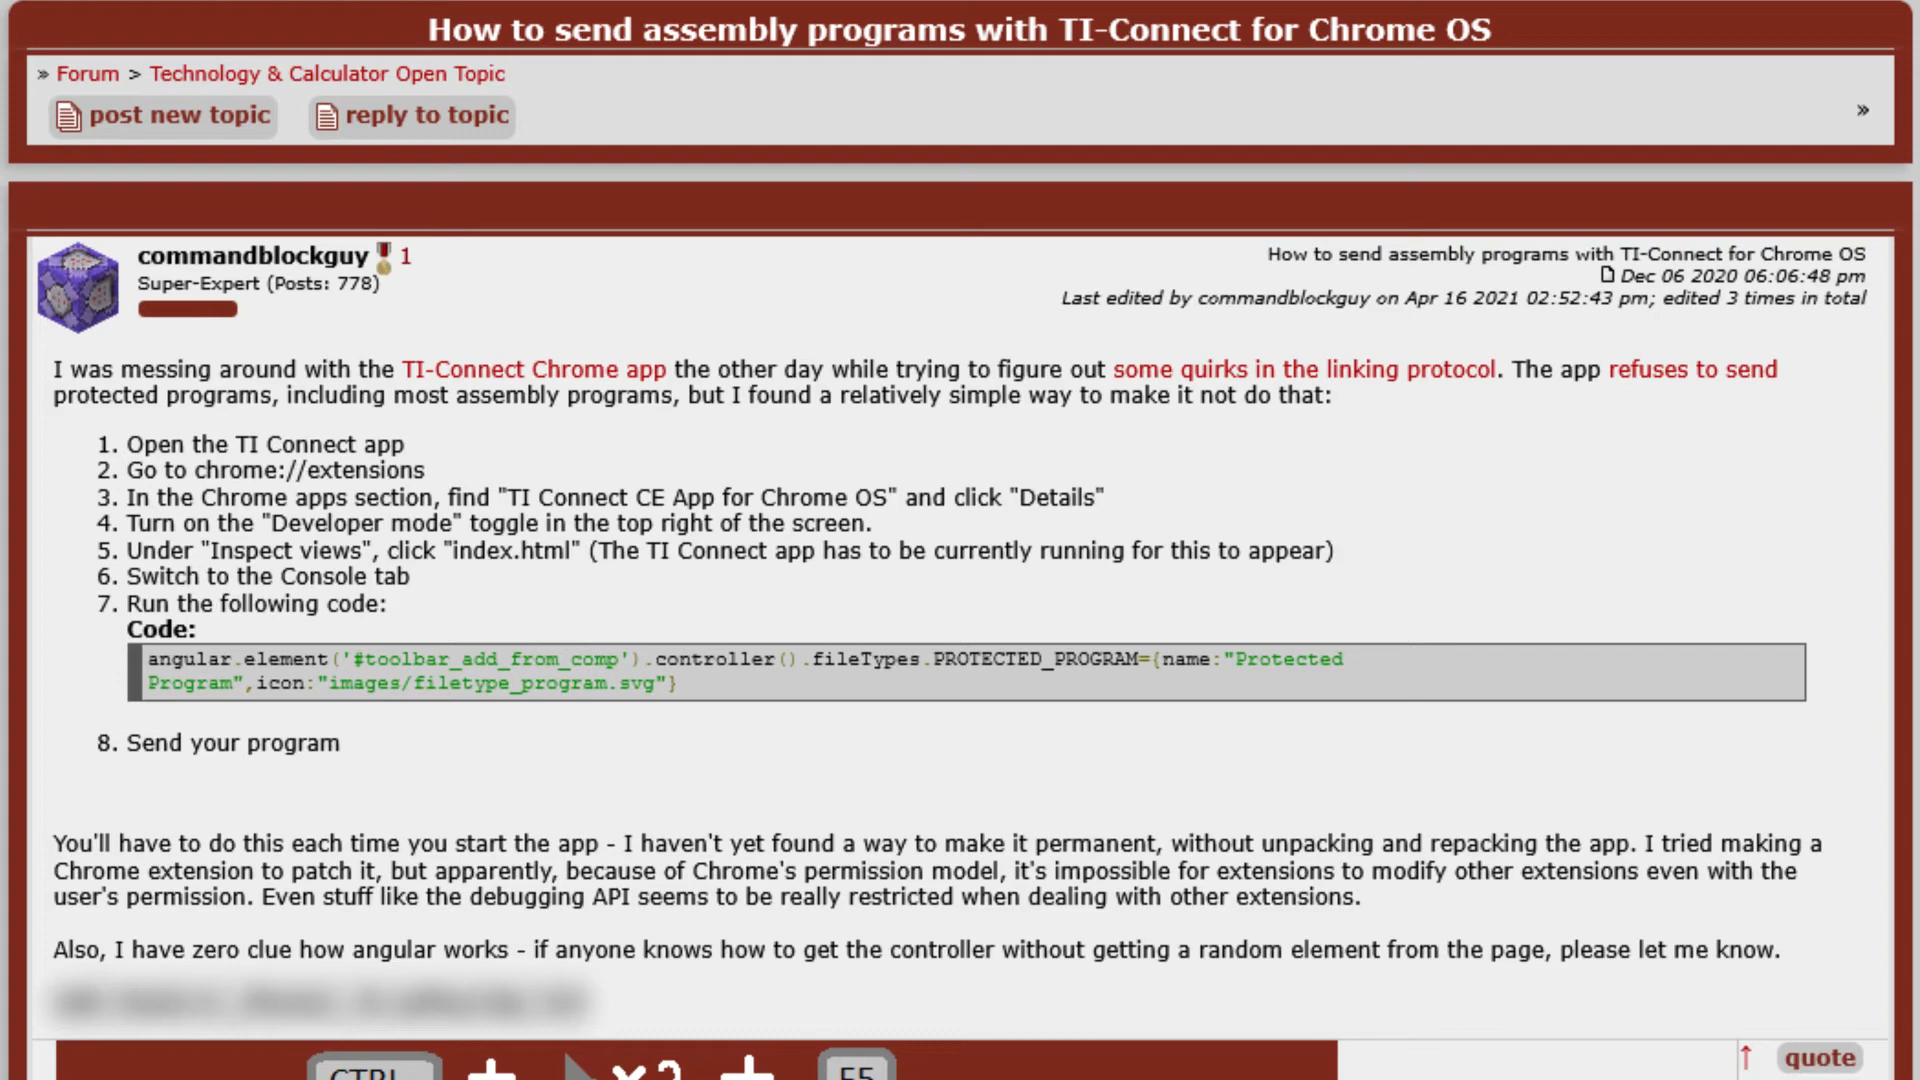 How to send assembly programs with TI-Connect for Chrome OS
» Forum > Technology & Calculator Open Topic
post new topic reply to topic »
commandblockguy 1
Super-Expert (Posts: 778)
How to send assembly programs with TI-Connect for Chrome OS
Dec 06 2020 06:06:48 pm
Last edited by commandblockguy on Apr 16 2021 02:52:43 pm; edited 3 times in total
I was messing around with the TI-Connect Chrome app the other day while trying to figure out some quirks in the linking protocol. The app refuses to send
protected programs, including most assembly programs, but I found a relatively simple way to make it not do that:
1. Open the TI Connect app
2. Go to chrome://extensions
3. In the Chrome apps section, find "TI Connect CE App for Chrome OS" and click "Details"
4. Turn on the "Developer mode" toggle in the top right of the screen.
5. Under "Inspect views", click "index.html" (The TI Connect app has to be currently running for this to appear)
6. Switch to the Console tab
7. Run the following code:
Code:
angular.element('#toolbar_add_from_comp').controller().fileTypes.PROTECTED_PROGRAM={name:"Protected
Program",icon:"images/filetype_program.svg"}
8. Send your program
You'll have to do this each time you start the app - I haven't yet found a way to make it permanent, without unpacking and repacking the app. I tried making a
Chrome extension to patch it, but apparently, because of Chrome's permission model, it's impossible for extensions to modify other extensions even with the
user's permission. Even stuff like the debugging API seems to be really restricted when dealing with other extensions.
Also, I have zero clue how angular works - if anyone knows how to get the controller without getting a random element from the page, please let me know.
CTRL + x2 + F5
↑ quote